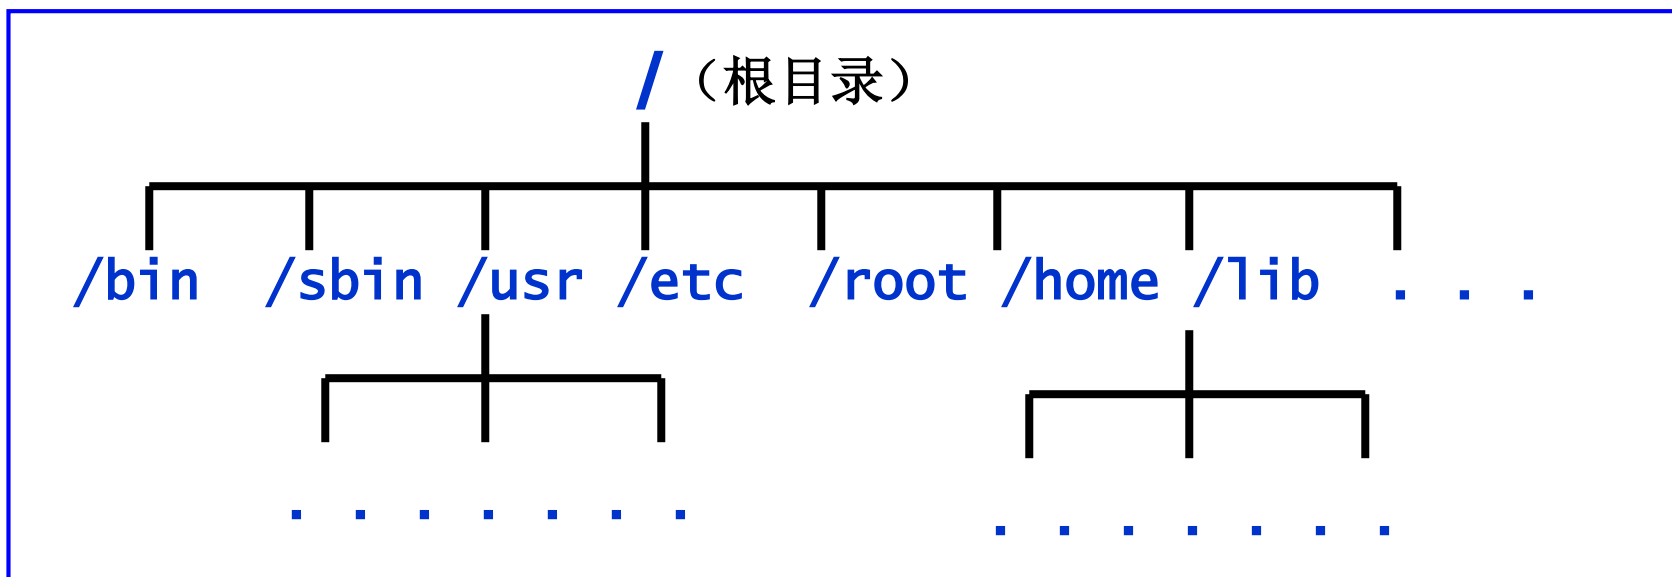 /（根目录）
/bin /sbin /usr /etc /root /home /lib . . .
. . . . . . .
. . . . . . .